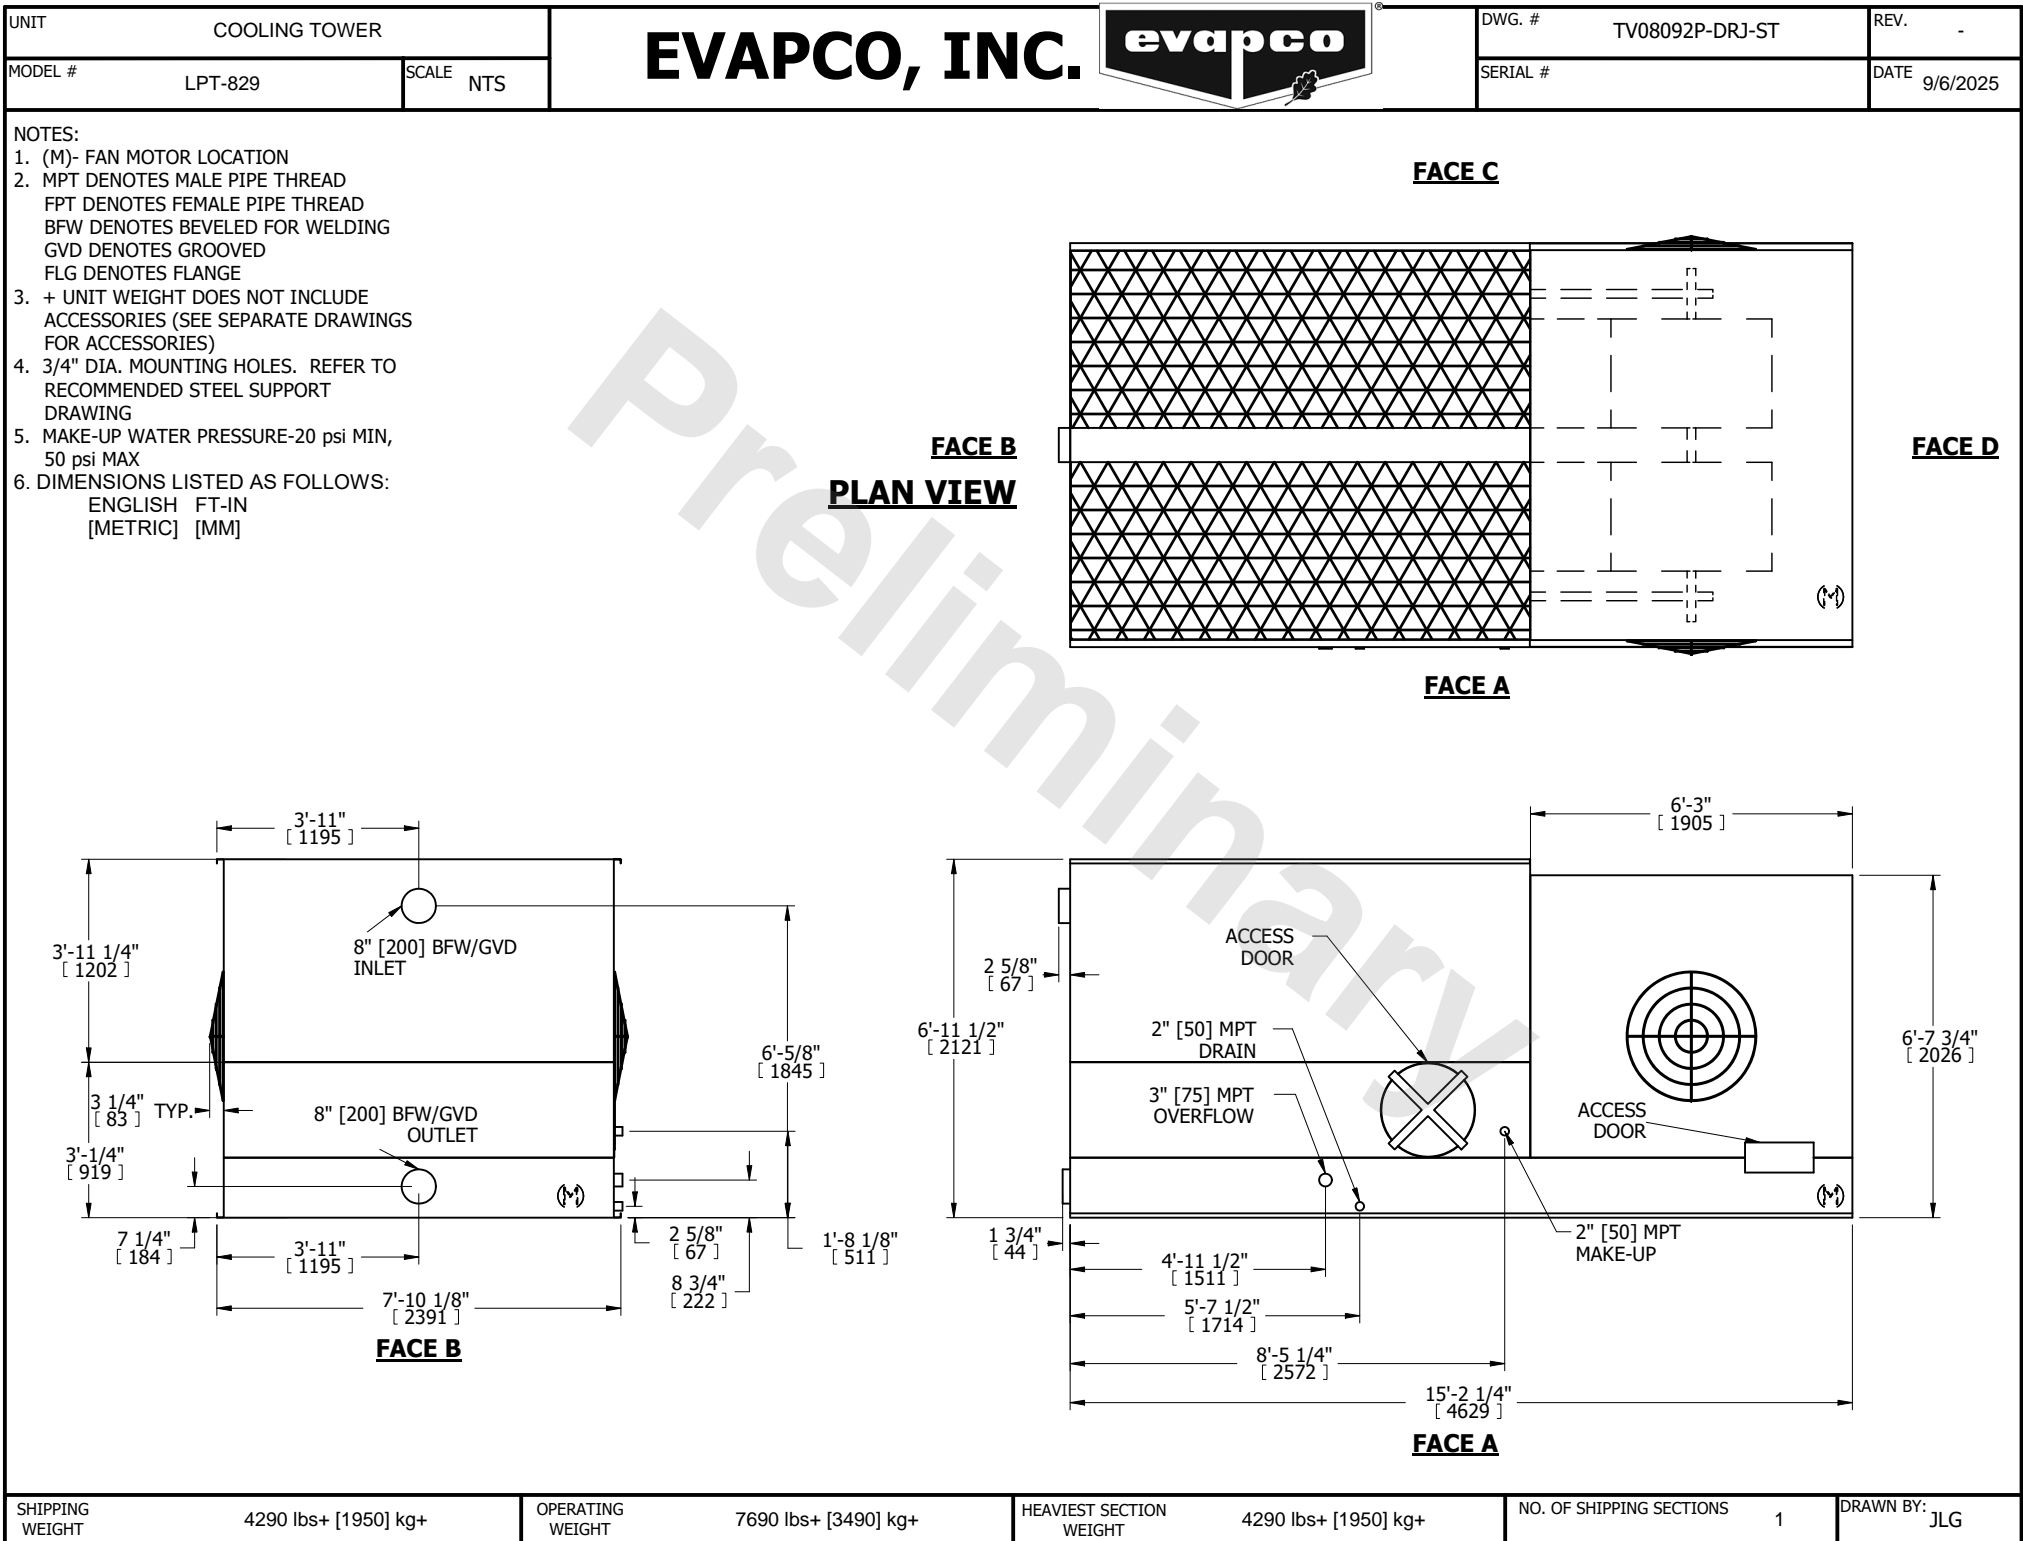 UNIT
COOLING TOWER
MODEL #
LPT-829
SCALE
NTS
EVAPCO, INC.
evapco
®
DWG. #
TV08092P-DRJ-ST
REV.
-
SERIAL #
DATE
9/6/2025
NOTES:
1. (M)- FAN MOTOR LOCATION
2. MPT DENOTES MALE PIPE THREAD
FPT DENOTES FEMALE PIPE THREAD
BFW DENOTES BEVELED FOR WELDING
GVD DENOTES GROOVED
FLG DENOTES FLANGE
3. + UNIT WEIGHT DOES NOT INCLUDE
ACCESSORIES (SEE SEPARATE DRAWINGS
FOR ACCESSORIES)
4. 3/4" DIA. MOUNTING HOLES. REFER TO
RECOMMENDED STEEL SUPPORT
DRAWING
5. MAKE-UP WATER PRESSURE-20 psi MIN,
50 psi MAX
6. DIMENSIONS LISTED AS FOLLOWS:
ENGLISH FT-IN
[METRIC] [MM]
Preliminary
FACE C
FACE B
PLAN VIEW
FACE D
(M)
FACE A
3'-11"
[ 1195 ]
3'-11 1/4"
[ 1202 ]
8" [200] BFW/GVD
INLET
6'-5/8"
[ 1845 ]
3 1/4"
[ 83 ]
TYP.
8" [200] BFW/GVD
OUTLET
3'-1/4"
[ 919 ]
(M)
7 1/4"
[ 184 ]
3'-11"
[ 1195 ]
2 5/8"
[ 67 ]
1'-8 1/8"
[ 511 ]
8 3/4"
[ 222 ]
7'-10 1/8"
[ 2391 ]
FACE B
6'-3"
[ 1905 ]
2 5/8"
[ 67 ]
ACCESS
DOOR
6'-11 1/2"
[ 2121 ]
2" [50] MPT
DRAIN
6'-7 3/4"
[ 2026 ]
3" [75] MPT
OVERFLOW
ACCESS
DOOR
(M)
1 3/4"
[ 44 ]
2" [50] MPT
MAKE-UP
4'-11 1/2"
[ 1511 ]
5'-7 1/2"
[ 1714 ]
8'-5 1/4"
[ 2572 ]
15'-2 1/4"
[ 4629 ]
FACE A
SHIPPING
WEIGHT
4290 lbs+ [1950] kg+
OPERATING
WEIGHT
7690 lbs+ [3490] kg+
HEAVIEST SECTION
WEIGHT
4290 lbs+ [1950] kg+
NO. OF SHIPPING SECTIONS
1
DRAWN BY:
JLG